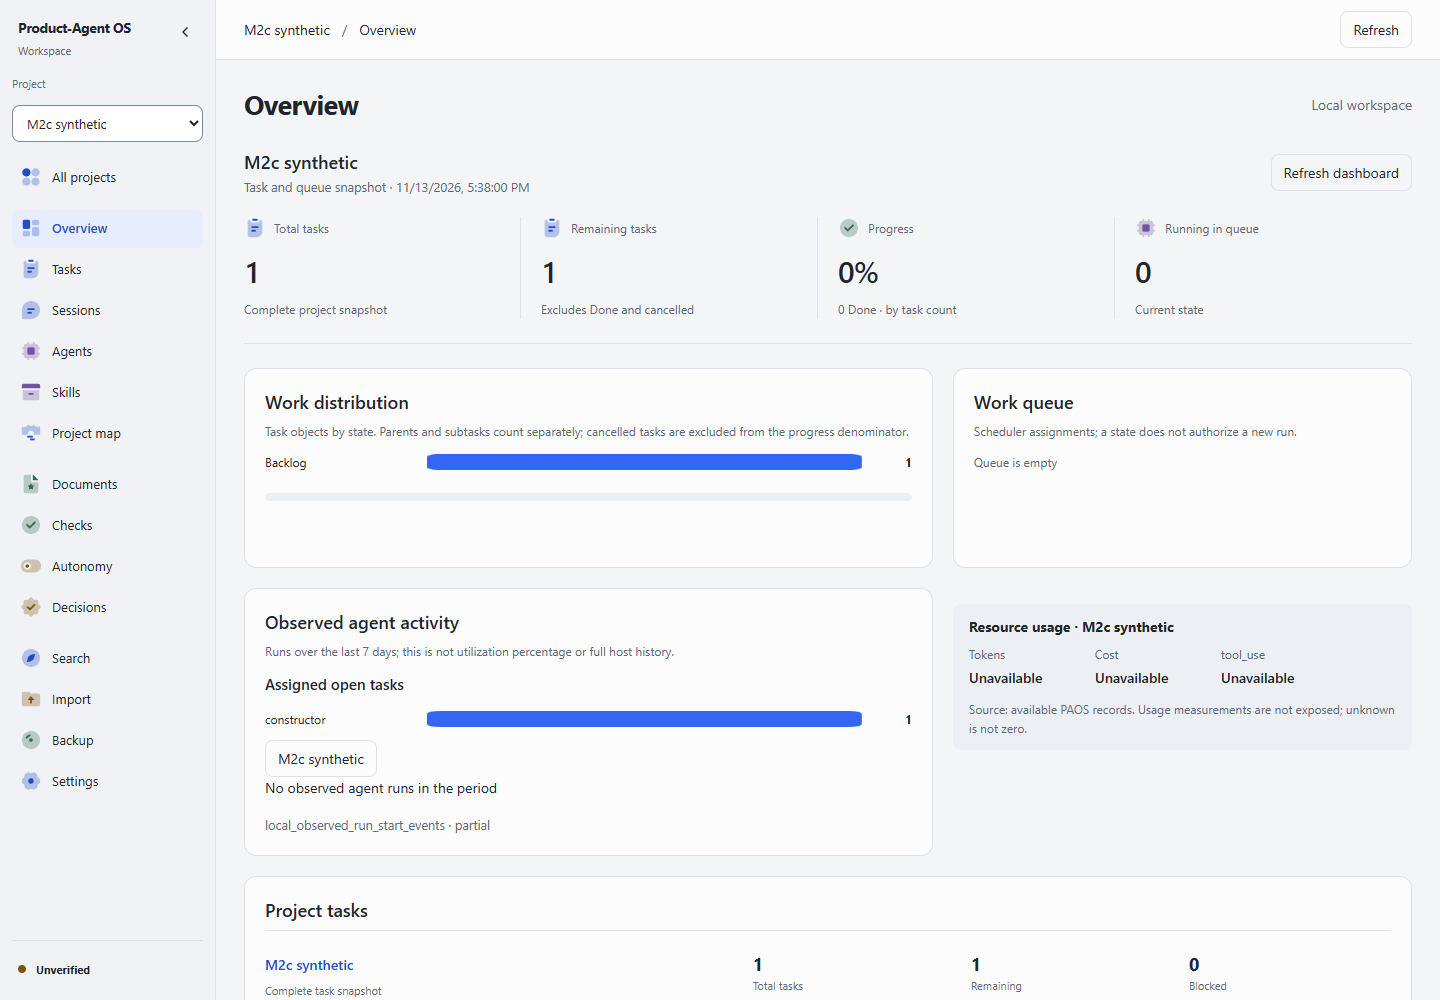 Product-Agent OS
Workspace
Project
M2c synthetic
All projects
Overview
Tasks
Sessions
Agents
Skills
Project map
Documents
Checks
Autonomy
Decisions
Search
Import
Backup
Settings
Unverified
M2c synthetic / Overview
Refresh
Overview
Local workspace
M2c synthetic
Task and queue snapshot · 11/13/2026, 5:38:00 PM
Refresh dashboard
Total tasks
1
Complete project snapshot
Remaining tasks
1
Excludes Done and cancelled
Progress
0%
0 Done · by task count
Running in queue
0
Current state
Work distribution
Task objects by state. Parents and subtasks count separately; cancelled tasks are excluded from the progress denominator.
Backlog 1
Work queue
Scheduler assignments; a state does not authorize a new run.
Queue is empty
Observed agent activity
Runs over the last 7 days; this is not utilization percentage or full host history.
Assigned open tasks
constructor 1
M2c synthetic
No observed agent runs in the period
local_observed_run_start_events · partial
Resource usage · M2c synthetic
Tokens Cost tool_use
Unavailable Unavailable Unavailable
Source: available PAOS records. Usage measurements are not exposed; unknown
is not zero.
Project tasks
M2c synthetic 1 1 0
Complete task snapshot Total tasks Remaining Blocked